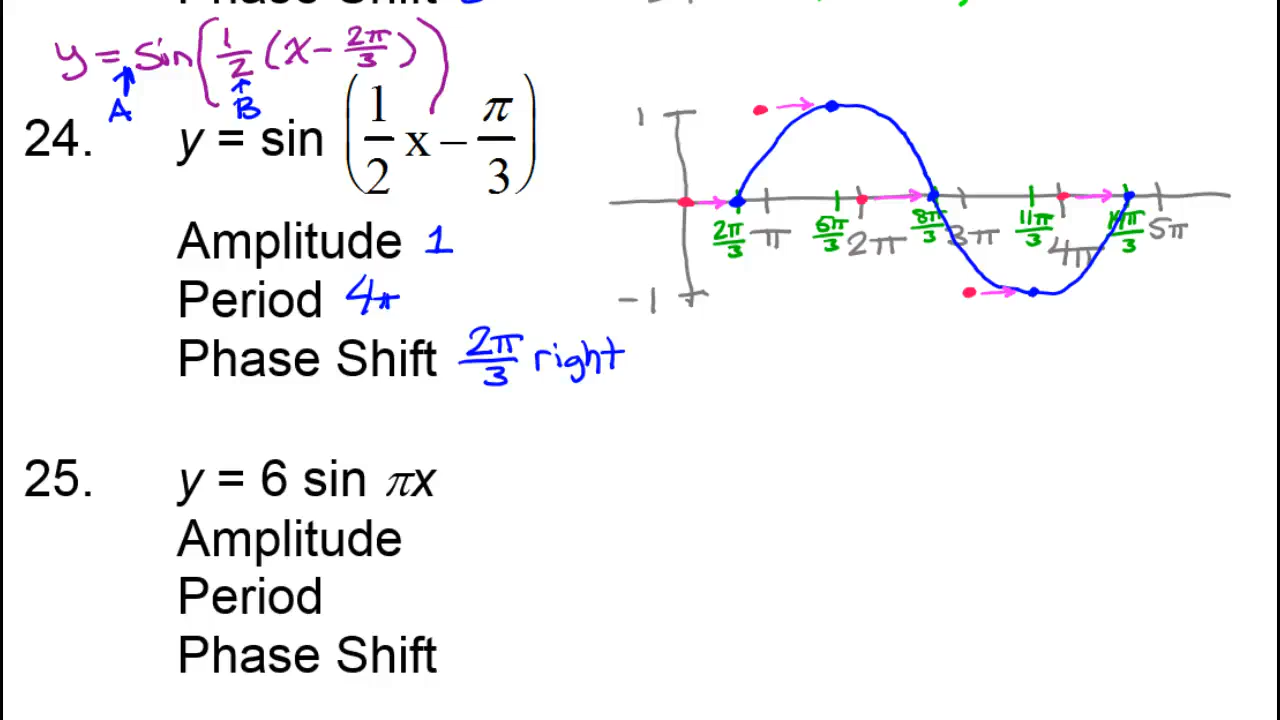 Phase Shift
y = sin(1/2(x − 2π/3))
A B
24. y = sin (1/2 x − π/3)
Amplitude 1
Period 4π
Phase Shift 2π/3 right
1
−1
2π/3 π 5π/3 2π 8π/3 3π 11π/3 4π 14π/3 5π
25. y = 6 sin πx
Amplitude
Period
Phase Shift